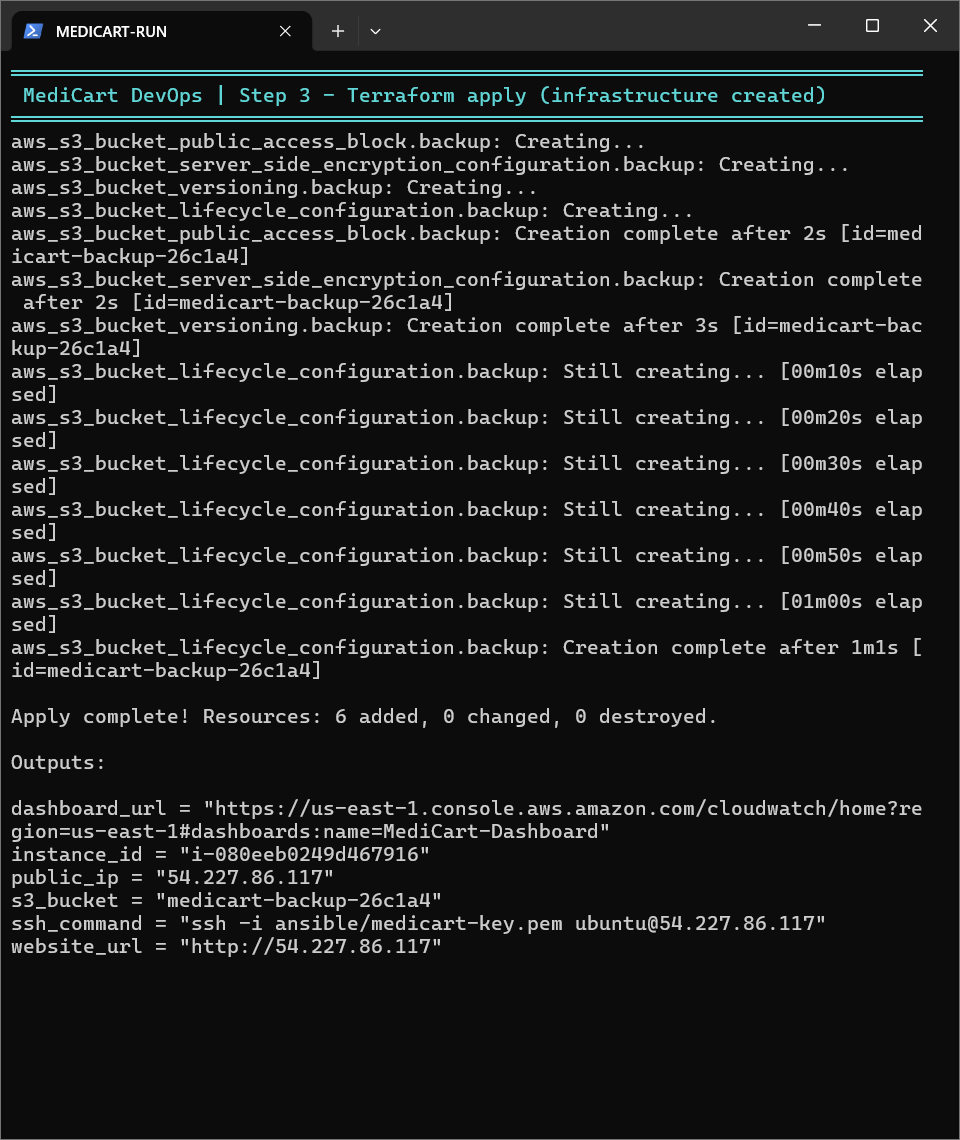 MEDICART-RUN
MediCart DevOps | Step 3 - Terraform apply (infrastructure created)
aws_s3_bucket_public_access_block.backup: Creating...
aws_s3_bucket_server_side_encryption_configuration.backup: Creating...
aws_s3_bucket_versioning.backup: Creating...
aws_s3_bucket_lifecycle_configuration.backup: Creating...
aws_s3_bucket_public_access_block.backup: Creation complete after 2s [id=med
icart-backup-26c1a4]
aws_s3_bucket_server_side_encryption_configuration.backup: Creation complete
 after 2s [id=medicart-backup-26c1a4]
aws_s3_bucket_versioning.backup: Creation complete after 3s [id=medicart-bac
kup-26c1a4]
aws_s3_bucket_lifecycle_configuration.backup: Still creating... [00m10s elap
sed]
aws_s3_bucket_lifecycle_configuration.backup: Still creating... [00m20s elap
sed]
aws_s3_bucket_lifecycle_configuration.backup: Still creating... [00m30s elap
sed]
aws_s3_bucket_lifecycle_configuration.backup: Still creating... [00m40s elap
sed]
aws_s3_bucket_lifecycle_configuration.backup: Still creating... [00m50s elap
sed]
aws_s3_bucket_lifecycle_configuration.backup: Still creating... [01m00s elap
sed]
aws_s3_bucket_lifecycle_configuration.backup: Creation complete after 1m1s [
id=medicart-backup-26c1a4]
Apply complete! Resources: 6 added, 0 changed, 0 destroyed.
Outputs:
dashboard_url = "https://us-east-1.console.aws.amazon.com/cloudwatch/home?re
gion=us-east-1#dashboards:name=MediCart-Dashboard"
instance_id = "i-080eeb0249d467916"
public_ip = "54.227.86.117"
s3_bucket = "medicart-backup-26c1a4"
ssh_command = "ssh -i ansible/medicart-key.pem ubuntu@54.227.86.117"
website_url = "http://54.227.86.117"